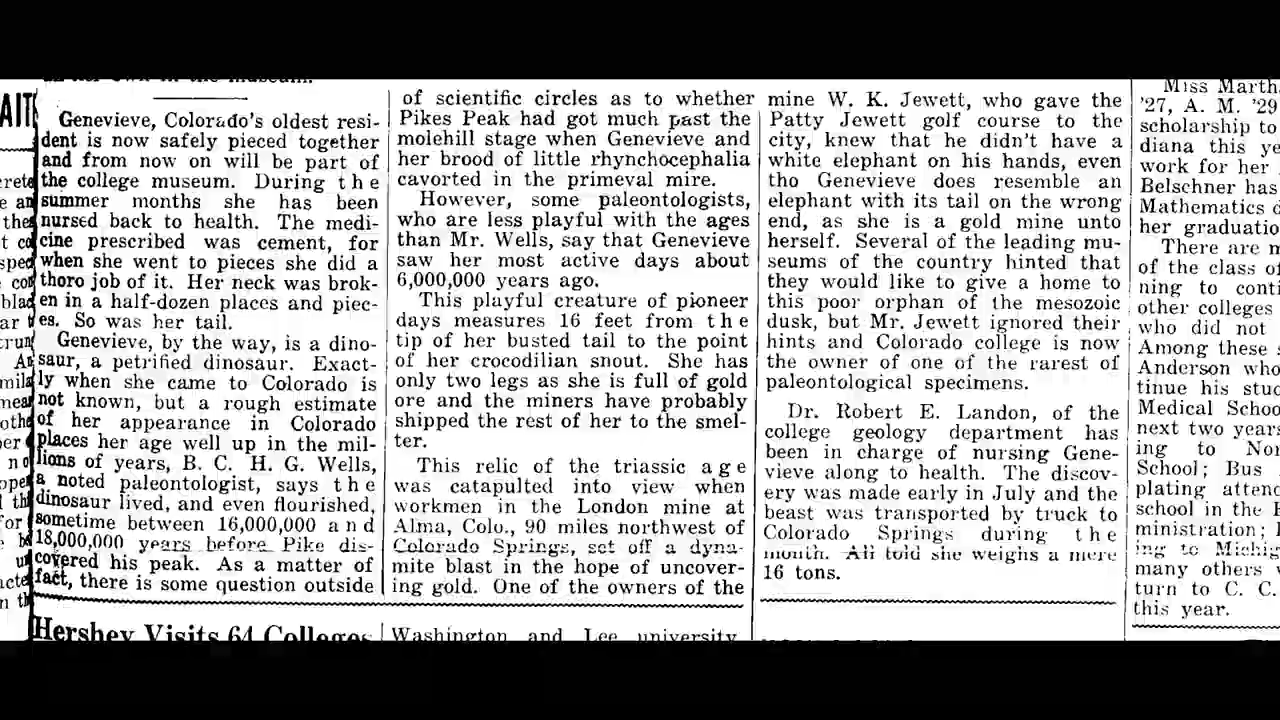 AIT
Genevieve, Colorado's oldest resi-
dent is now safely pieced together
and from now on will be part of
the college museum. During the
summer months she has been
nursed back to health. The medi-
cine prescribed was cement, for
when she went to pieces she did a
thoro job of it. Her neck was brok-
en in a half-dozen places and piec-
es. So was her tail.
Genevieve, by the way, is a dino-
saur, a petrified dinosaur. Exact-
ly when she came to Colorado is
not known, but a rough estimate
of her appearance in Colorado
places her age well up in the mil-
lions of years, B. C. H. G. Wells,
a noted paleontologist, says the
dinosaur lived, and even flourished,
sometime between 16,000,000 and
18,000,000 years before Pike dis-
covered his peak. As a matter of
fact, there is some question outside
Hershey Visits 64 Colleges
of scientific circles as to whether
Pikes Peak had got much past the
molehill stage when Genevieve and
her brood of little rhynchocephalia
cavorted in the primeval mire.
However, some paleontologists,
who are less playful with the ages
than Mr. Wells, say that Genevieve
saw her most active days about
6,000,000 years ago.
This playful creature of pioneer
days measures 16 feet from the
tip of her busted tail to the point
of her crocodilian snout. She has
only two legs as she is full of gold
ore and the miners have probably
shipped the rest of her to the smel-
ter.
This relic of the triassic age
was catapulted into view when
workmen in the London mine at
Alma, Colo., 90 miles northwest of
Colorado Springs, set off a dyna-
mite blast in the hope of uncover-
ing gold. One of the owners of the
Washington and Lee university
mine W. K. Jewett, who gave the
Patty Jewett golf course to the
city, knew that he didn't have a
white elephant on his hands, even
tho Genevieve does resemble an
elephant with its tail on the wrong
end, as she is a gold mine unto
herself. Several of the leading mu-
seums of the country hinted that
they would like to give a home to
this poor orphan of the mesozoic
dusk, but Mr. Jewett ignored their
hints and Colorado college is now
the owner of one of the rarest of
paleontological specimens.
Dr. Robert E. Landon, of the
college geology department has
been in charge of nursing Gene-
vieve along to health. The discov-
ery was made early in July and the
beast was transported by truck to
Colorado Springs during the
month. All told she weighs a mere
16 tons.
Miss Marth
'27, A. M. '29
scholarship to
diana this ye
work for her
Belschner has
Mathematics
her graduatio
There are m
of the class of
ning to conti
other colleges
who did not
Among these
Anderson who
tinue his stud
Medical Schoo
next two years
ing to Nor
School; Bus
plating attend
school in the
ministration;
ing to Michig
many others
turn to C. C.
this year.